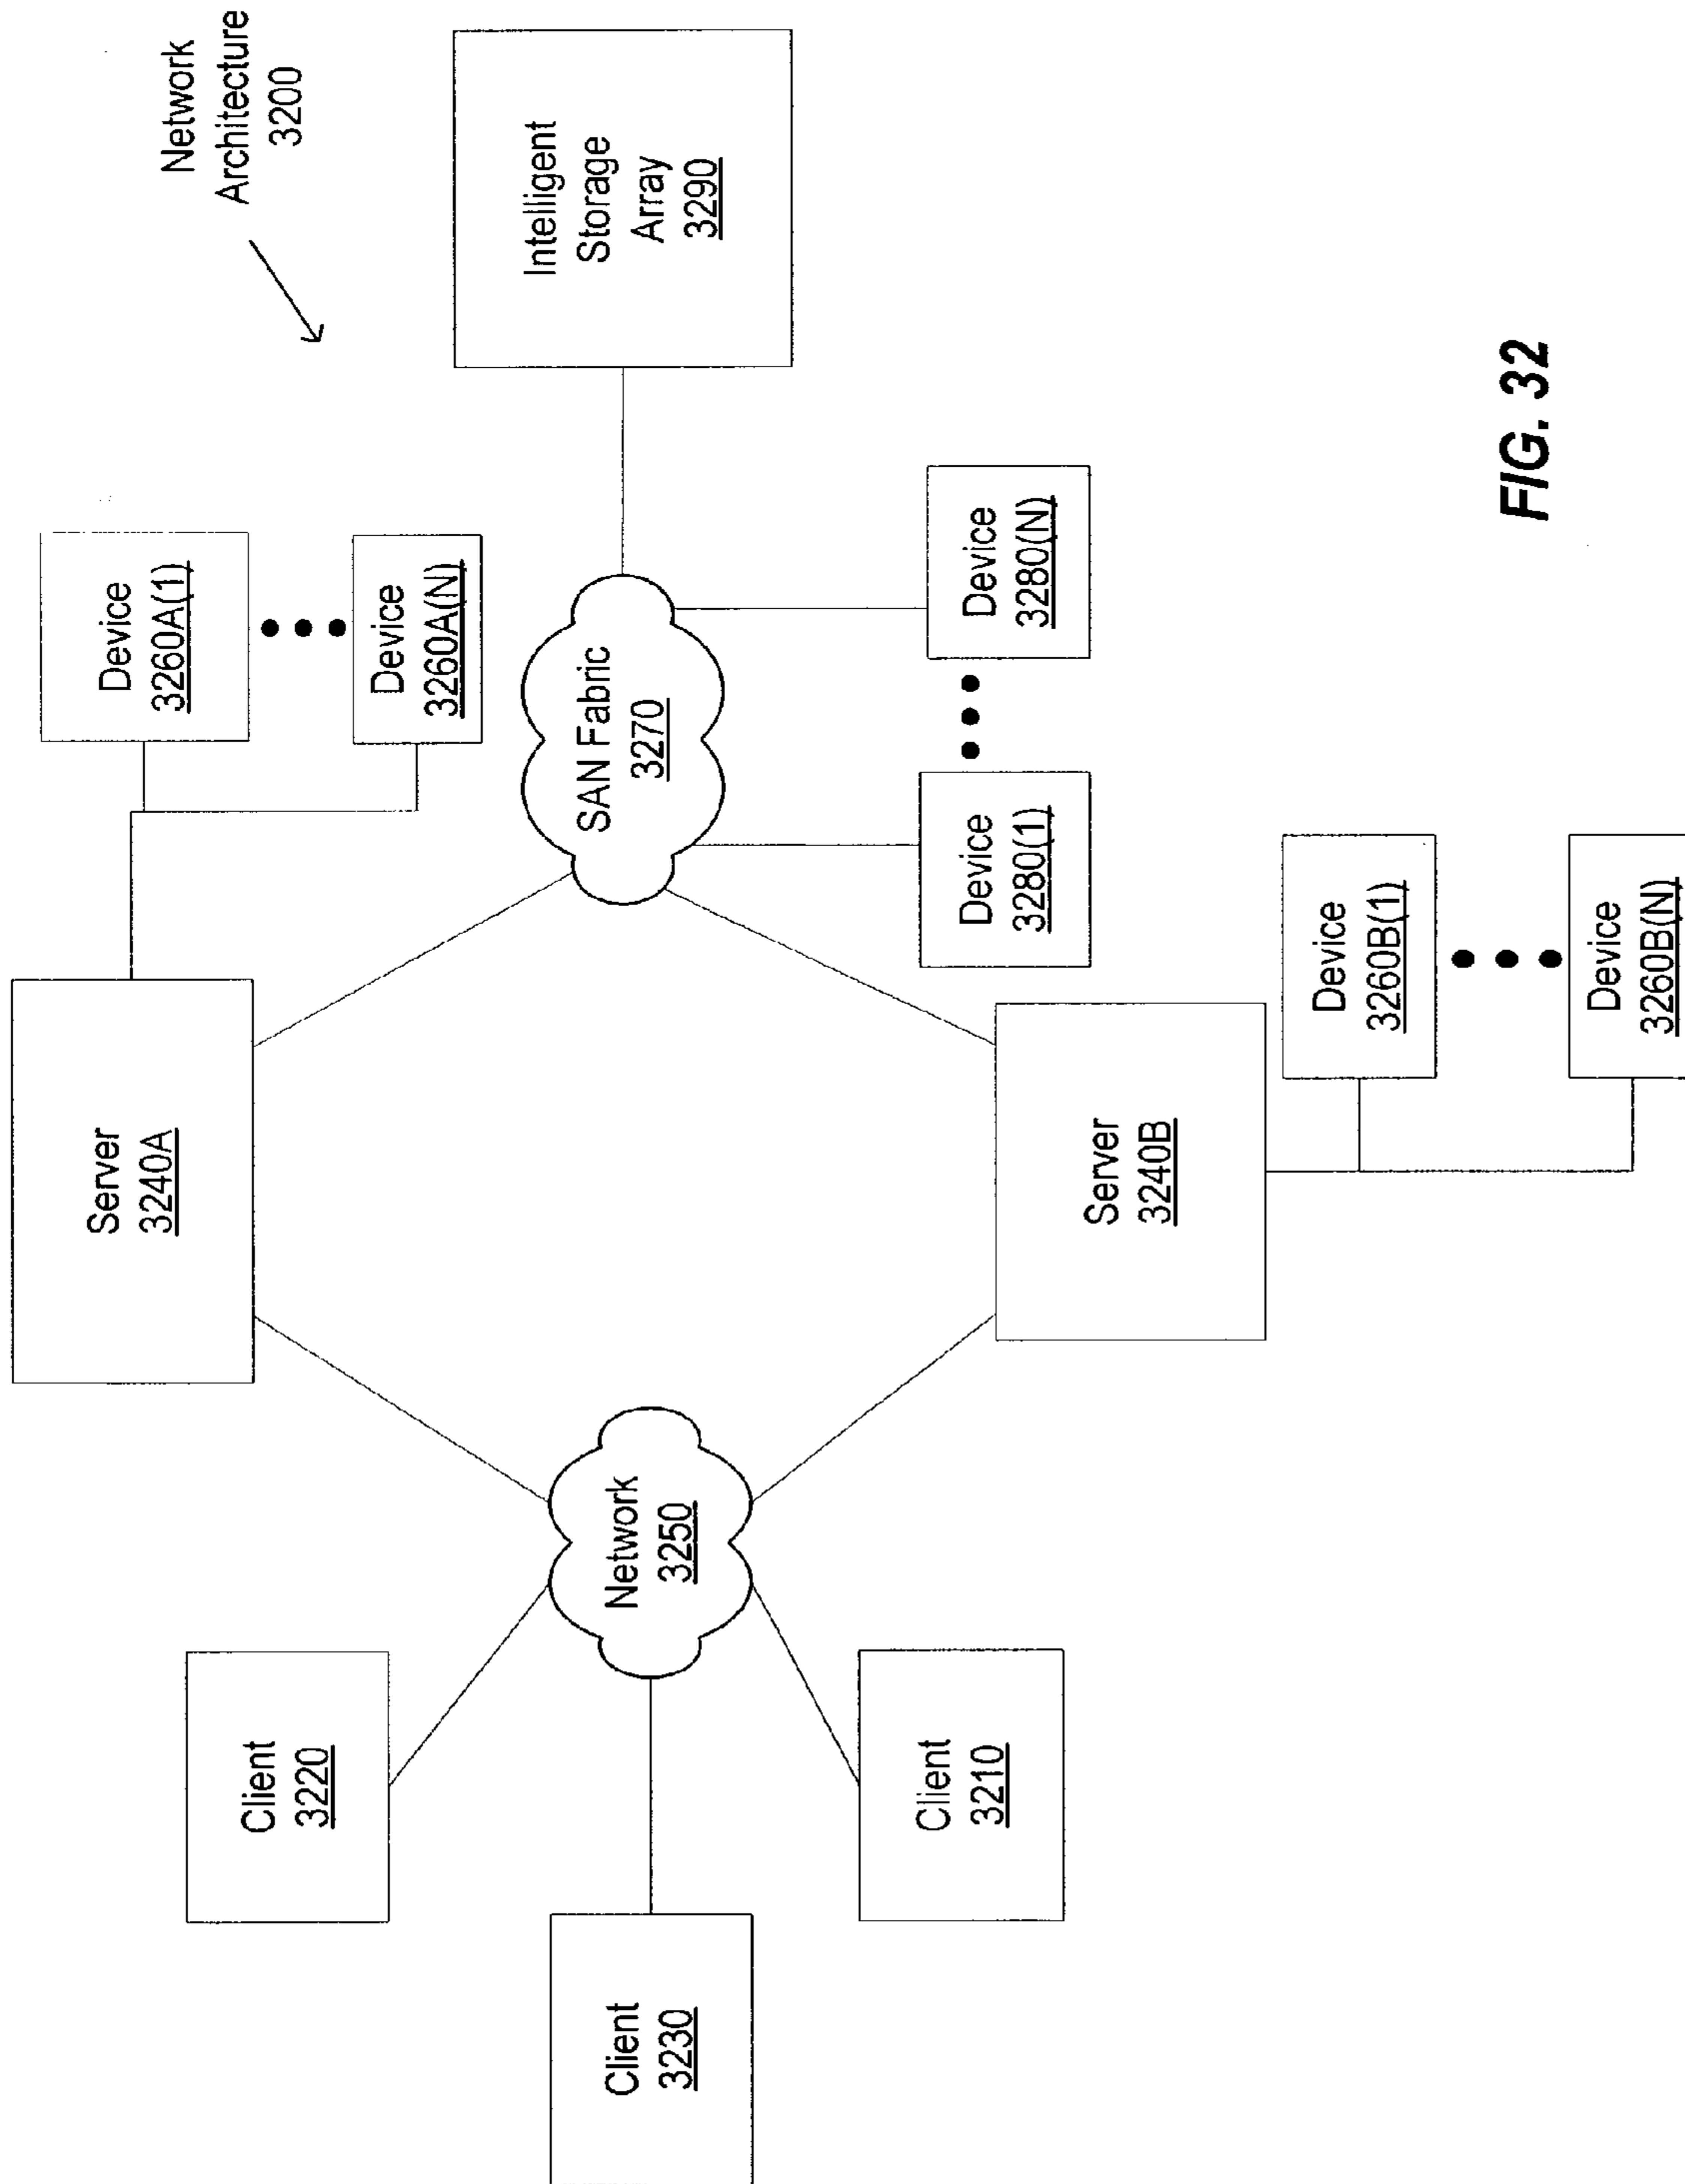 Network
Architecture
3200
Client
3220
Client
3230
Client
3210
Network
3250
Server
3240A
Server
3240B
Device
3260A(1)
Device
3260A(N)
SAN Fabric
3270
Intelligent
Storage
Array
3290
Device
3280(1)
Device
3280(N)
Device
3260B(1)
Device
3260B(N)
FIG. 32